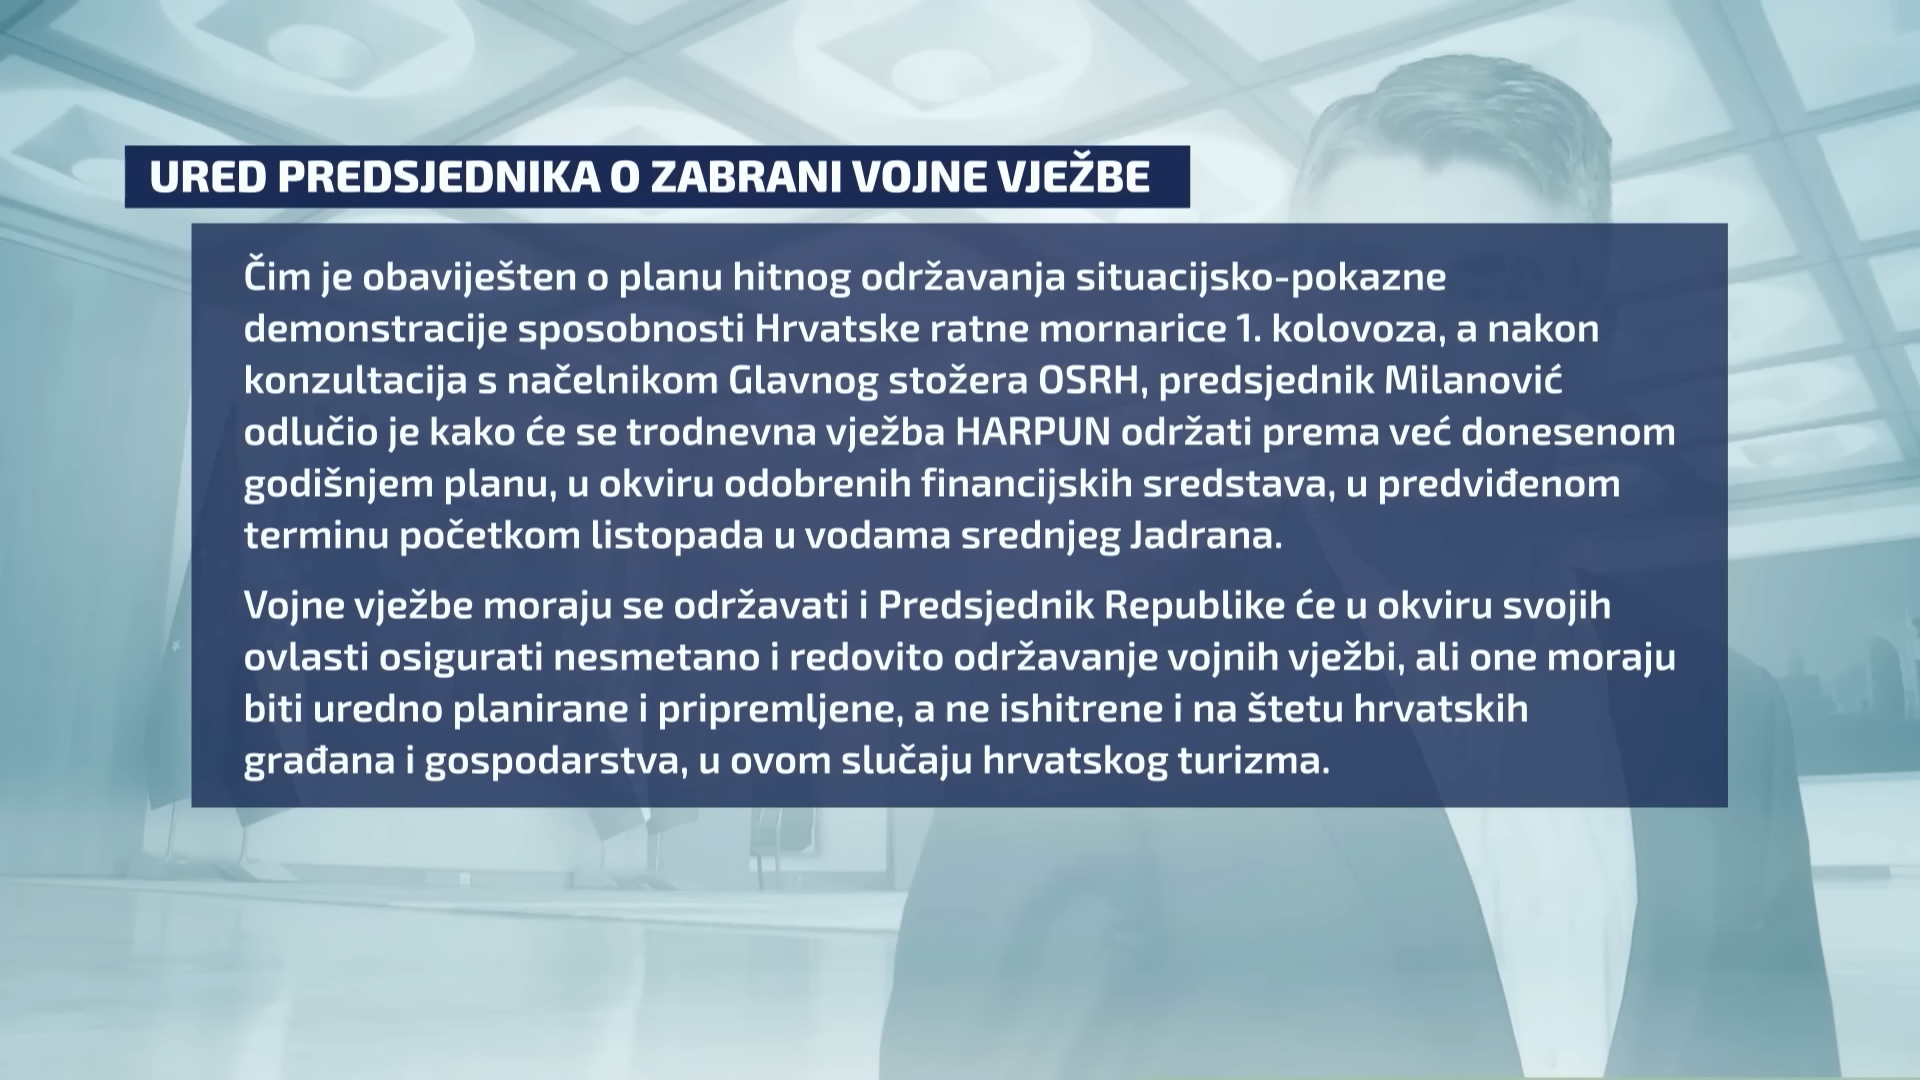 URED PREDSJEDNIKA O ZABRANI VOJNE VJEŽBE
Čim je obaviješten o planu hitnog održavanja situacijsko-pokazne
demonstracije sposobnosti Hrvatske ratne mornarice 1. kolovoza, a nakon
konzultacija s načelnikom Glavnog stožera OSRH, predsjednik Milanović
odlučio je kako će se trodnevna vježba HARPUN održati prema već donesenom
godišnjem planu, u okviru odobrenih financijskih sredstava, u predviđenom
terminu početkom listopada u vodama srednjeg Jadrana.
Vojne vježbe moraju se održavati i Predsjednik Republike će u okviru svojih
ovlasti osigurati nesmetano i redovito održavanje vojnih vježbi, ali one moraju
biti uredno planirane i pripremljene, a ne ishitrene i na štetu hrvatskih
građana i gospodarstva, u ovom slučaju hrvatskog turizma.